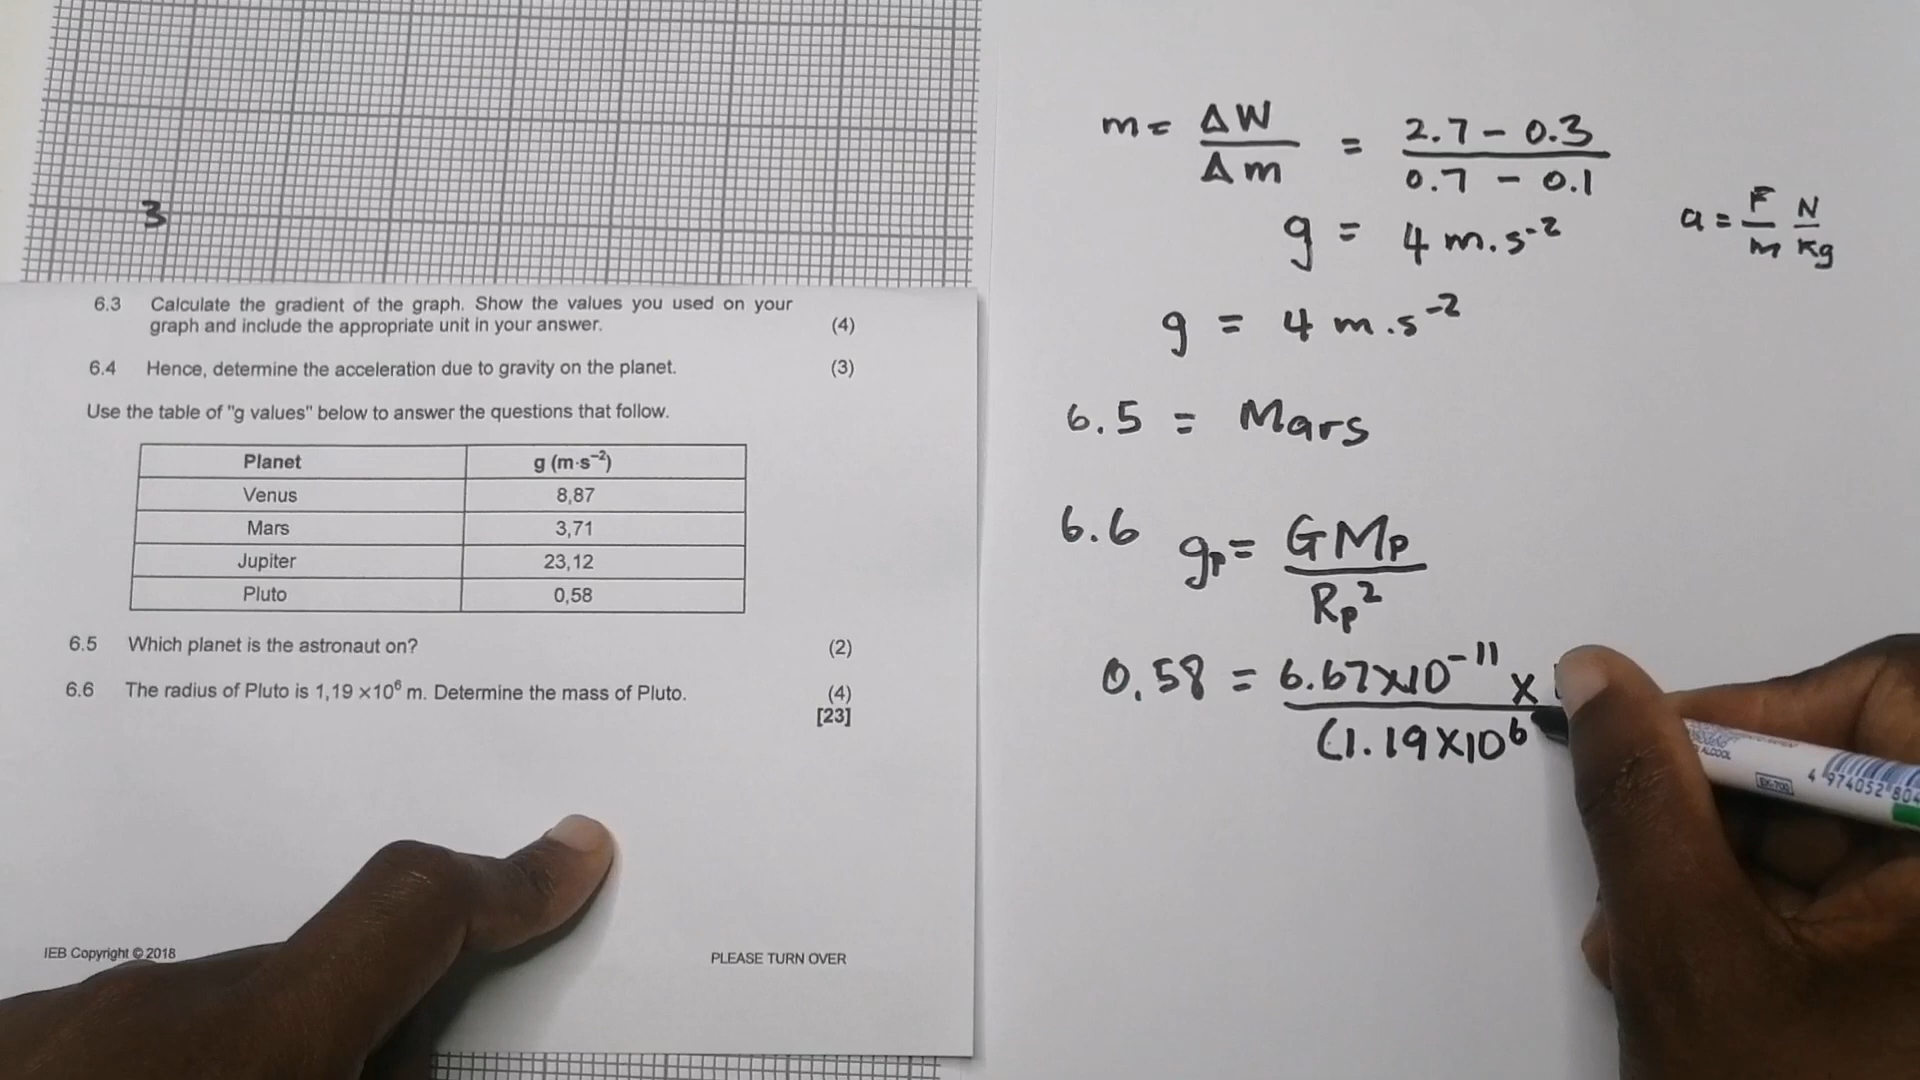 3
6.3 Calculate the gradient of the graph. Show the values you used on your
graph and include the appropriate unit in your answer. (4)
6.4 Hence, determine the acceleration due to gravity on the planet. (3)
Use the table of "g values" below to answer the questions that follow.
Planet g (m·s⁻²)
Venus 8,87
Mars 3,71
Jupiter 23,12
Pluto 0,58
6.5 Which planet is the astronaut on? (2)
6.6 The radius of Pluto is 1,19 ×10⁶ m. Determine the mass of Pluto. (4)
[23]
IEB Copyright © 2018 PLEASE TURN OVER
m = ΔW / Δm = 2.7 - 0.3 / 0.7 - 0.1
g = 4 m.s⁻²
a = F/m N/kg
g = 4 m.s⁻²
6.5 = Mars
6.6 gp = GMp / Rp²
0.58 = 6.67×10⁻¹¹ × / (1.19×10⁶
4 974052 804
EK-700